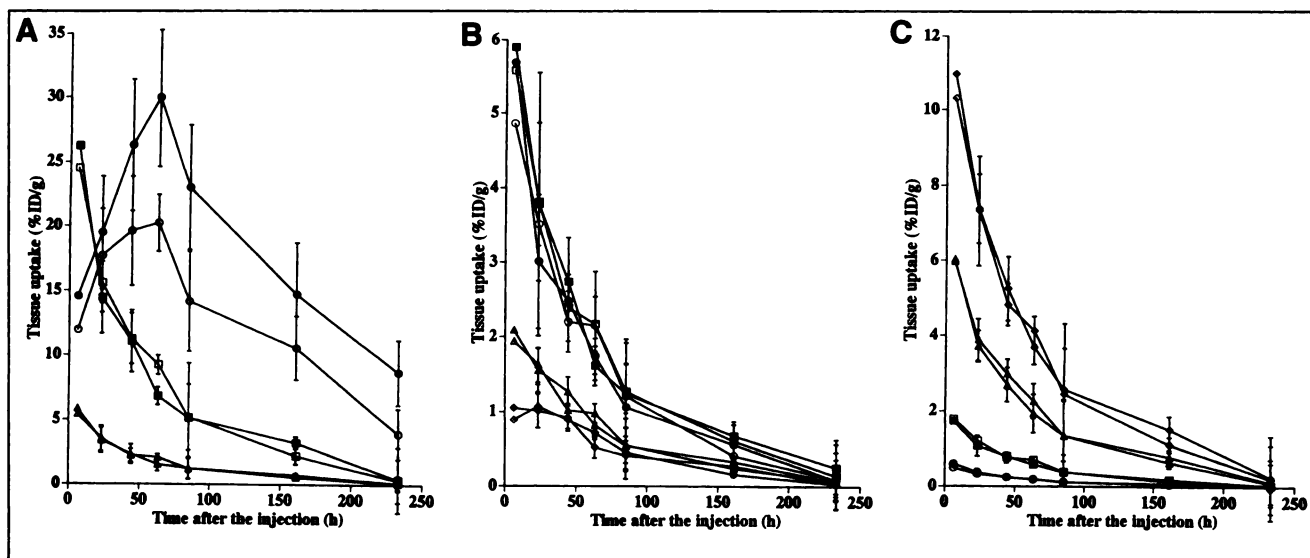 A
35
30
25
20
15
10
5
0
Tissue uptake (%ID/g)
0 50 100 150 200 250
Time after the injection (h)
B
6
5
4
3
2
1
0
Tissue uptake (%ID/g)
0 50 100 150 200 250
Time after the injection (h)
C
12
10
8
6
4
2
0
Tissue uptake (%ID/g)
0 50 100 150 200 250
Time after the injection (h)